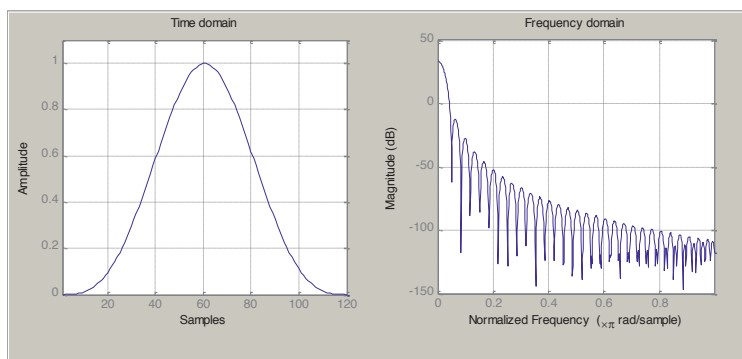 Time domain
1
0.8
0.6
0.4
0.2
0
Amplitude
20 40 60 80 100 120
Samples
Frequency domain
50
0
-50
-100
-150
Magnitude (dB)
0 0.2 0.4 0.6 0.8
Normalized Frequency (×π rad/sample)